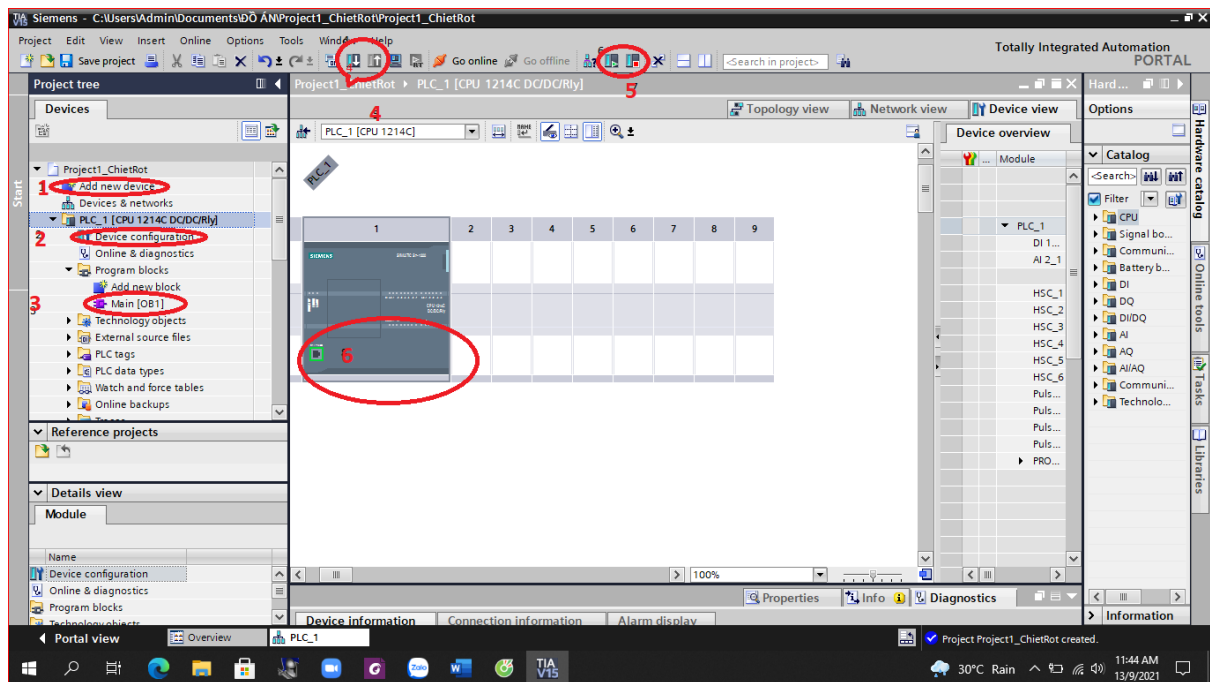 Siemens - C:\Users\Admin\Documents\ĐỒ ÁN\Project1_ChietRot\Project1_ChietRot
Project Edit View Insert Online Options Tools Window Help
Save project
Go online
Go offline
<Search in project>
Totally Integrated Automation
PORTAL
4
5
Project tree
Project1_ChietRot PLC_1 [CPU 1214C DC/DC/Rly]
Hard...
Devices
Topology view
Network view
Device view
Options
PLC_1 [CPU 1214C]
Device overview
Project1_ChietRot
1 Add new device
Devices & networks
PLC_1 [CPU 1214C DC/DC/Rly]
2 Device configuration
Online & diagnostics
Program blocks
Add new block
3 Main [OB1]
Technology objects
External source files
PLC tags
PLC data types
Watch and force tables
Online backups
Traces
PLC_1
1 2 3 4 5 6 7 8 9
SIEMENS
SIMATIC S7-1200
6
... Module
PLC_1
DI 1...
AI 2_1
HSC_1
HSC_2
HSC_3
HSC_4
HSC_5
HSC_6
Puls...
Puls...
Puls...
Puls...
PRO...
Catalog
<Search>
Filter
CPU
Signal bo...
Communi...
Battery b...
DI
DQ
DI/DQ
AI
AQ
AI/AQ
Communi...
Technolo...
Hardware catalog
Online tools
Tasks
Libraries
Start
Reference projects
Details view
Module
Name
Device configuration
Online & diagnostics
Program blocks
Technology objects
100%
Properties
Info
Diagnostics
Device information
Connection information
Alarm display
Information
Portal view
Overview
PLC_1
Project Project1_ChietRot created.
Zalo
TIA
V15
30°C Rain
11:44 AM
13/9/2021